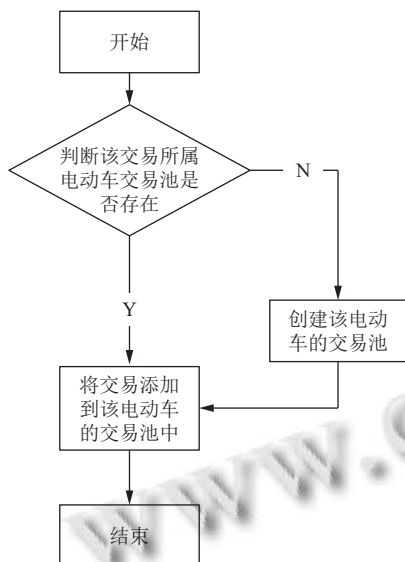 开始
判断该交易所属
电动车交易池是
否存在
N
Y
创建该电动
车的交易池
将交易添加
到该电动车
的交易池中
结束
www.c